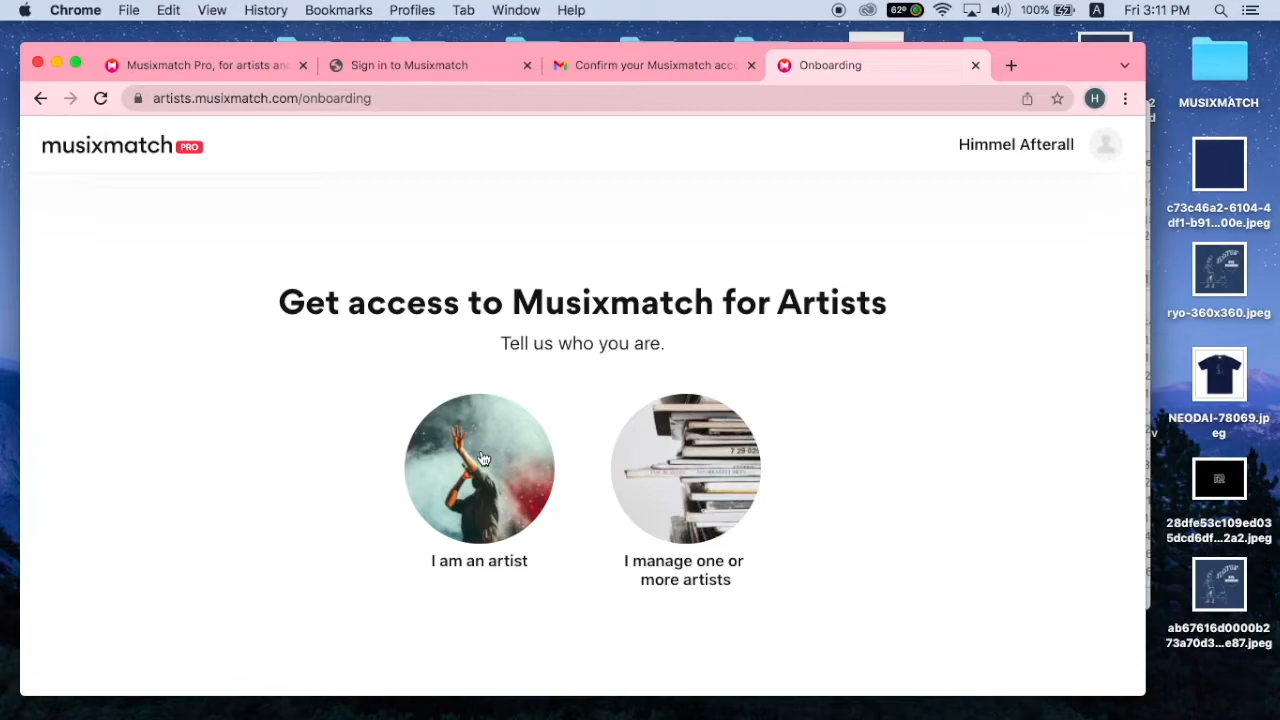 Chrome File Edit View History Bookmarks Profiles Tab Window Help 62° 100% A Fri 3:11 PM
Musixmatch Pro, for artists an
Sign in to Musixmatch
Confirm your Musixmatch acc
Onboarding
artists.musixmatch.com/onboarding
H
musixmatch PRO
Himmel Afterall
Get access to Musixmatch for Artists
Tell us who you are.
I am an artist
I manage one or
more artists
MUSIXMATCH
c73c46a2-6104-4
df1-b91...00e.jpeg
ryo-360x360.jpeg
NEODAI-78069.jp
eg
28dfe53c109ed03
5dcd6df...2a2.jpeg
ab67616d0000b2
73a70d3...e87.jpeg